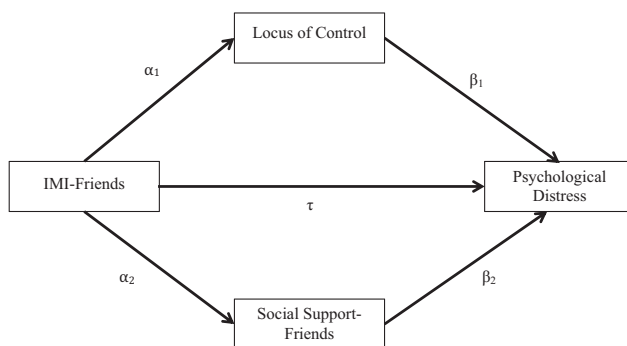 Locus of Control
α1
β1
IMI-Friends
Psychological
Distress
τ
α2
β2
Social Support-
Friends